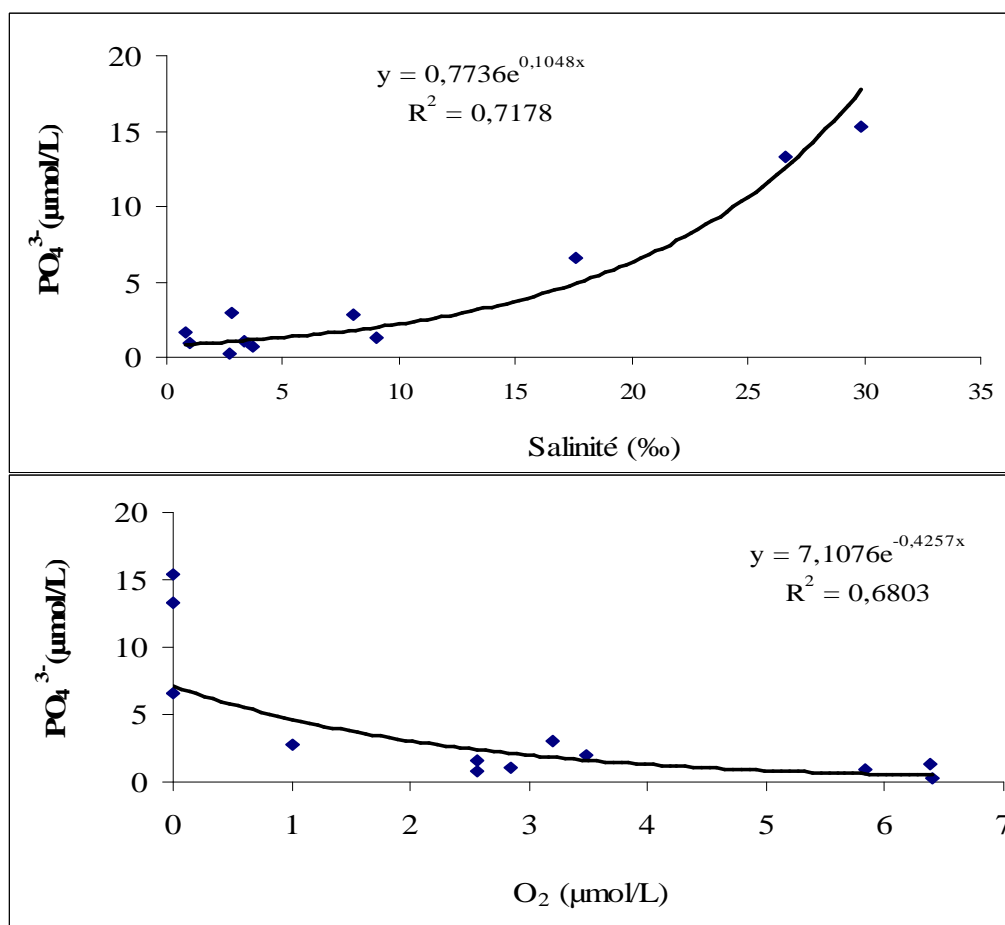 20
15
10
5
0
PO₄³⁻(µmol/L)
y = 0,7736e^0,1048x
R² = 0,7178
0 5 10 15 20 25 30 35
Salinité (‰)
20
15
10
5
0
PO₄³⁻(µmol/L)
y = 7,1076e^-0,4257x
R² = 0,6803
0 1 2 3 4 5 6 7
O₂ (µmol/L)